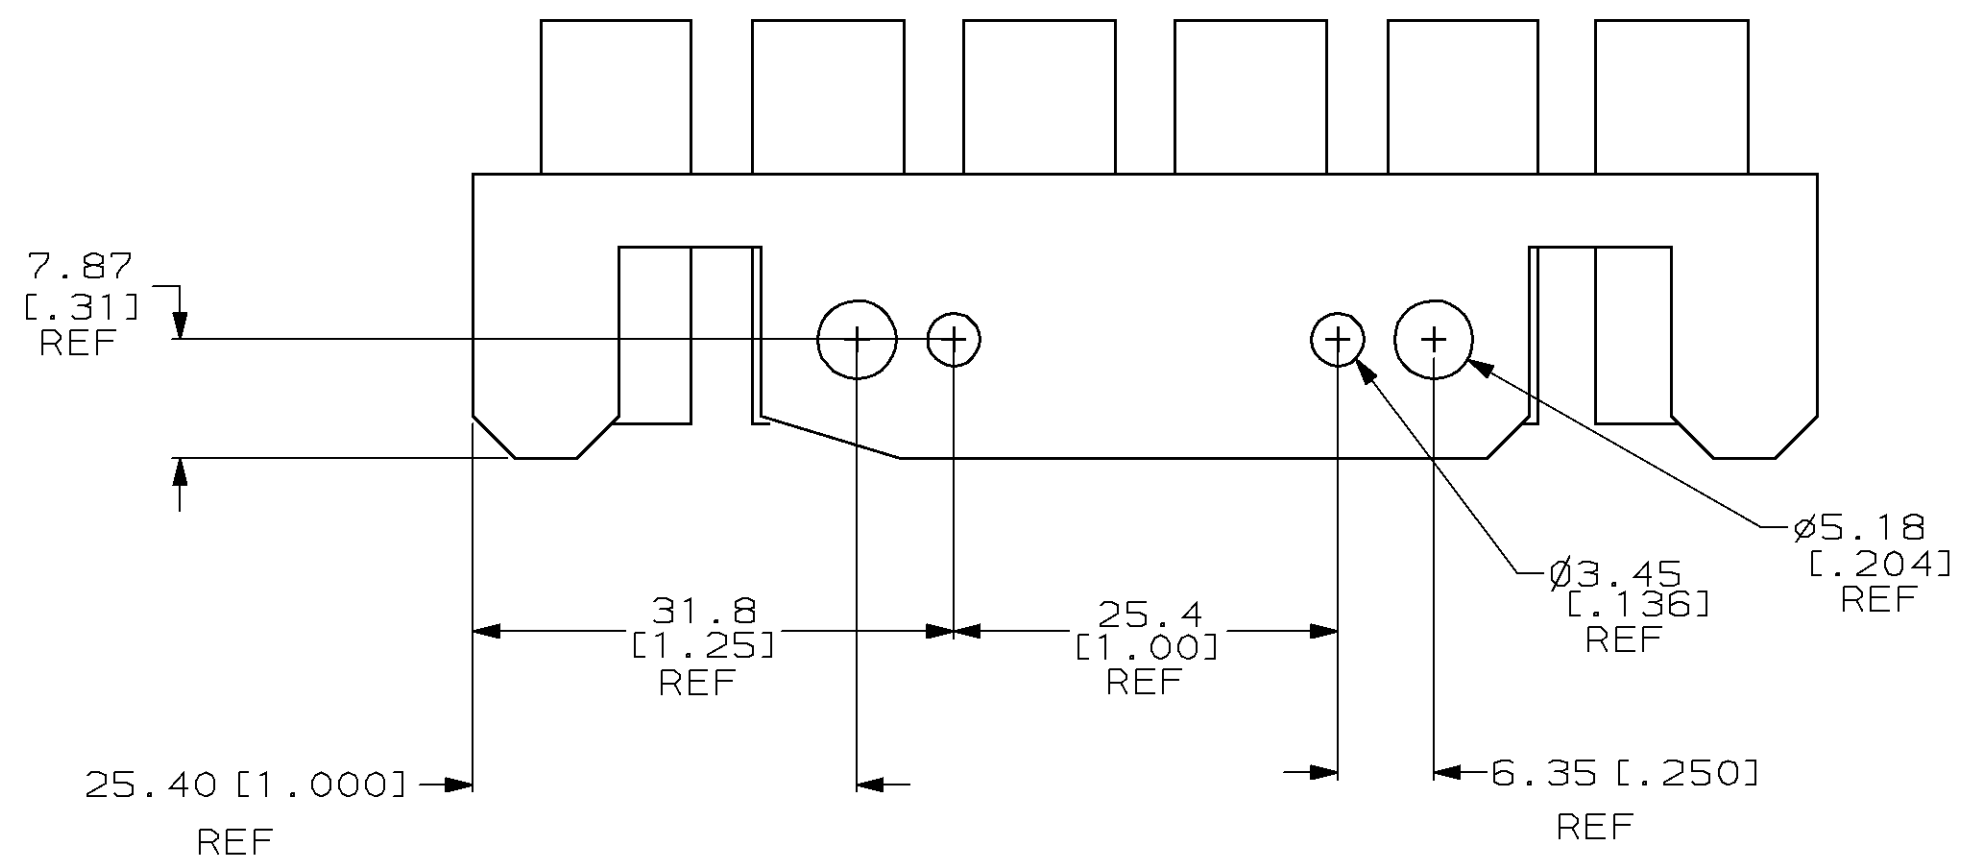 7.87
[.31]
REF
ø5.18
[.204]
REF
Ø3.45
[.136]
REF
31.8
[1.25]
REF
25.4
[1.00]
REF
25.40 [1.000]
REF
6.35 [.250]
REF